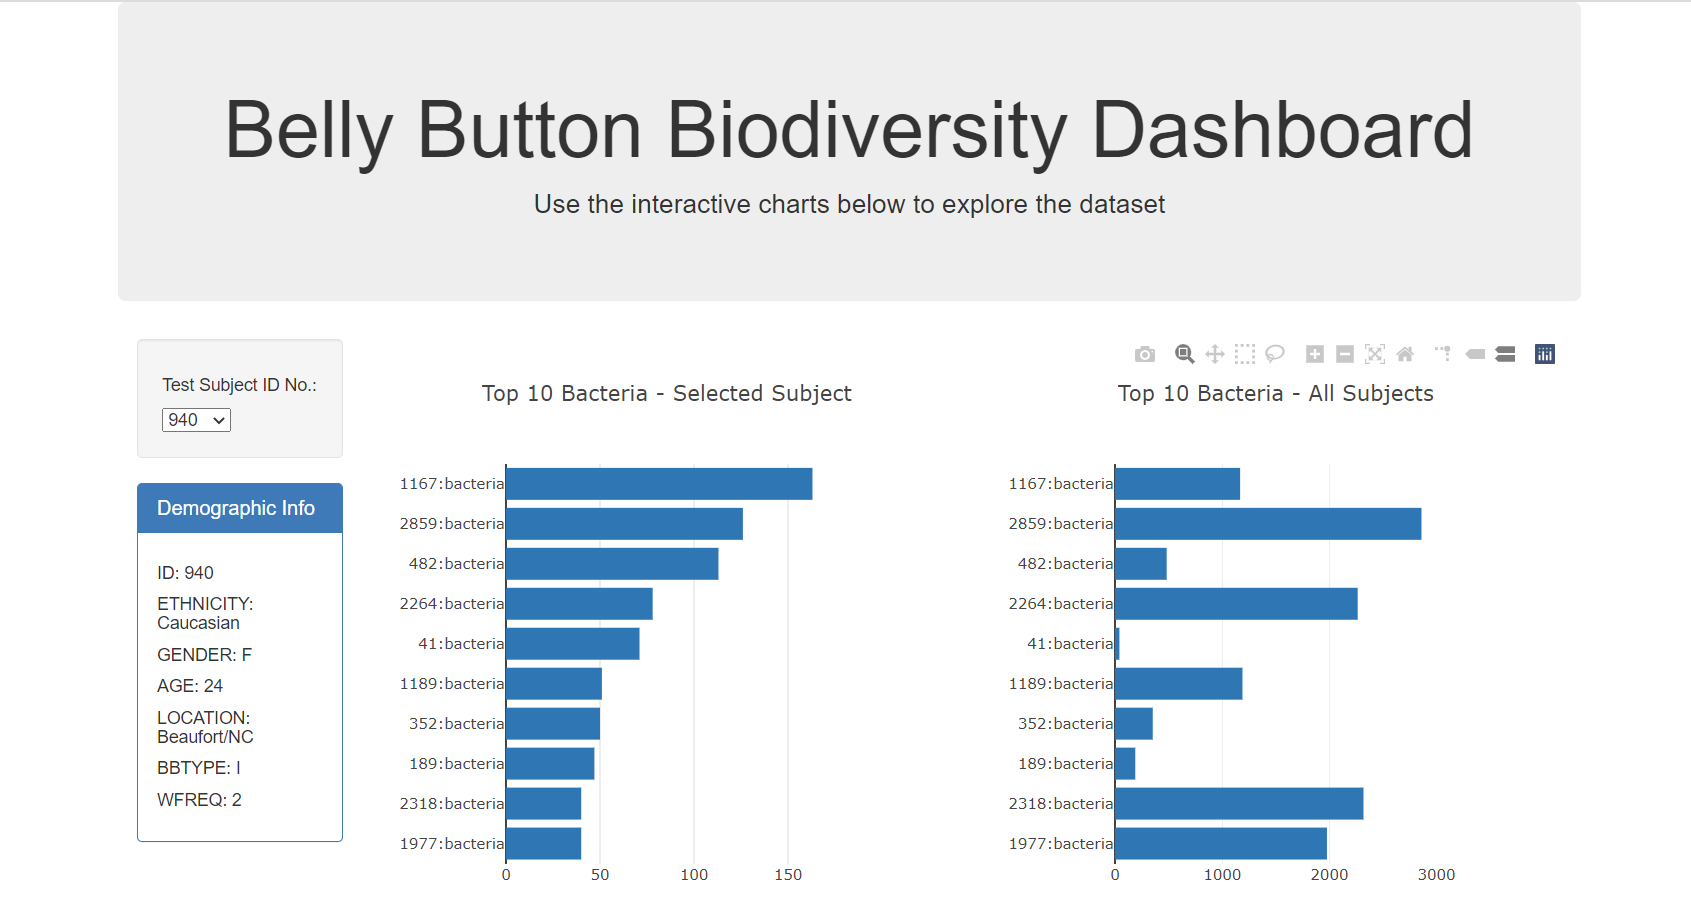 Belly Button Biodiversity Dashboard
Use the interactive charts below to explore the dataset
Test Subject ID No.:
940
Demographic Info
ID: 940
ETHNICITY:
Caucasian
GENDER: F
AGE: 24
LOCATION:
Beaufort/NC
BBTYPE: I
WFREQ: 2
Top 10 Bacteria - Selected Subject
1167:bacteria
2859:bacteria
482:bacteria
2264:bacteria
41:bacteria
1189:bacteria
352:bacteria
189:bacteria
2318:bacteria
1977:bacteria
0 50 100 150
Top 10 Bacteria - All Subjects
1167:bacteria
2859:bacteria
482:bacteria
2264:bacteria
41:bacteria
1189:bacteria
352:bacteria
189:bacteria
2318:bacteria
1977:bacteria
0 1000 2000 3000